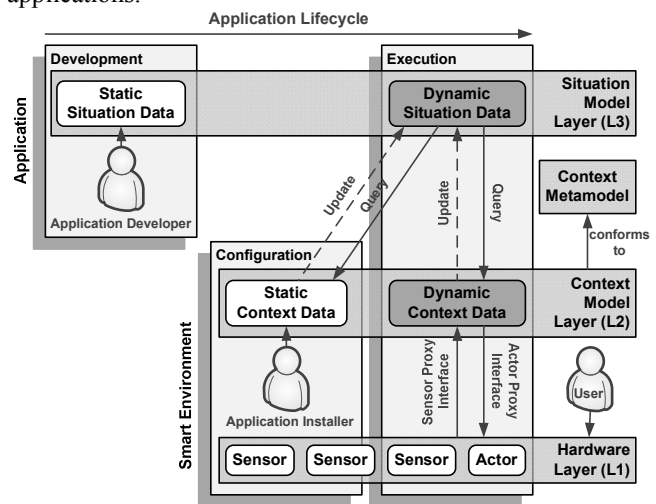 applications.
Application Lifecycle
Development
Execution
Static
Situation Data
Dynamic
Situation Data
Situation
Model
Layer (L3)
Application
Application Developer
Update
Query
Update
Query
Context
Metamodel
conforms
to
Configuration
Static
Context Data
Dynamic
Context Data
Context
Model
Layer (L2)
Smart Environment
Application Installer
Sensor Proxy
Interface
Actor Proxy
Interface
User
Sensor
Sensor
Sensor
Actor
Hardware
Layer (L1)